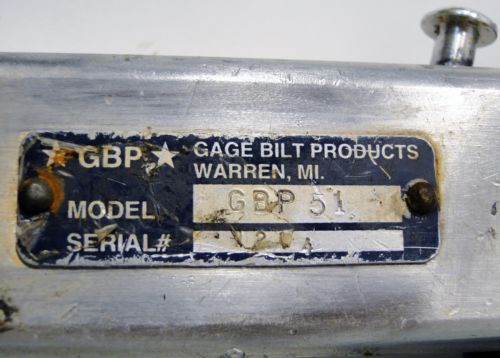 ★ GBP ★ GAGE BILT PRODUCTS
WARREN, MI.
MODEL GBP 51
SERIAL#